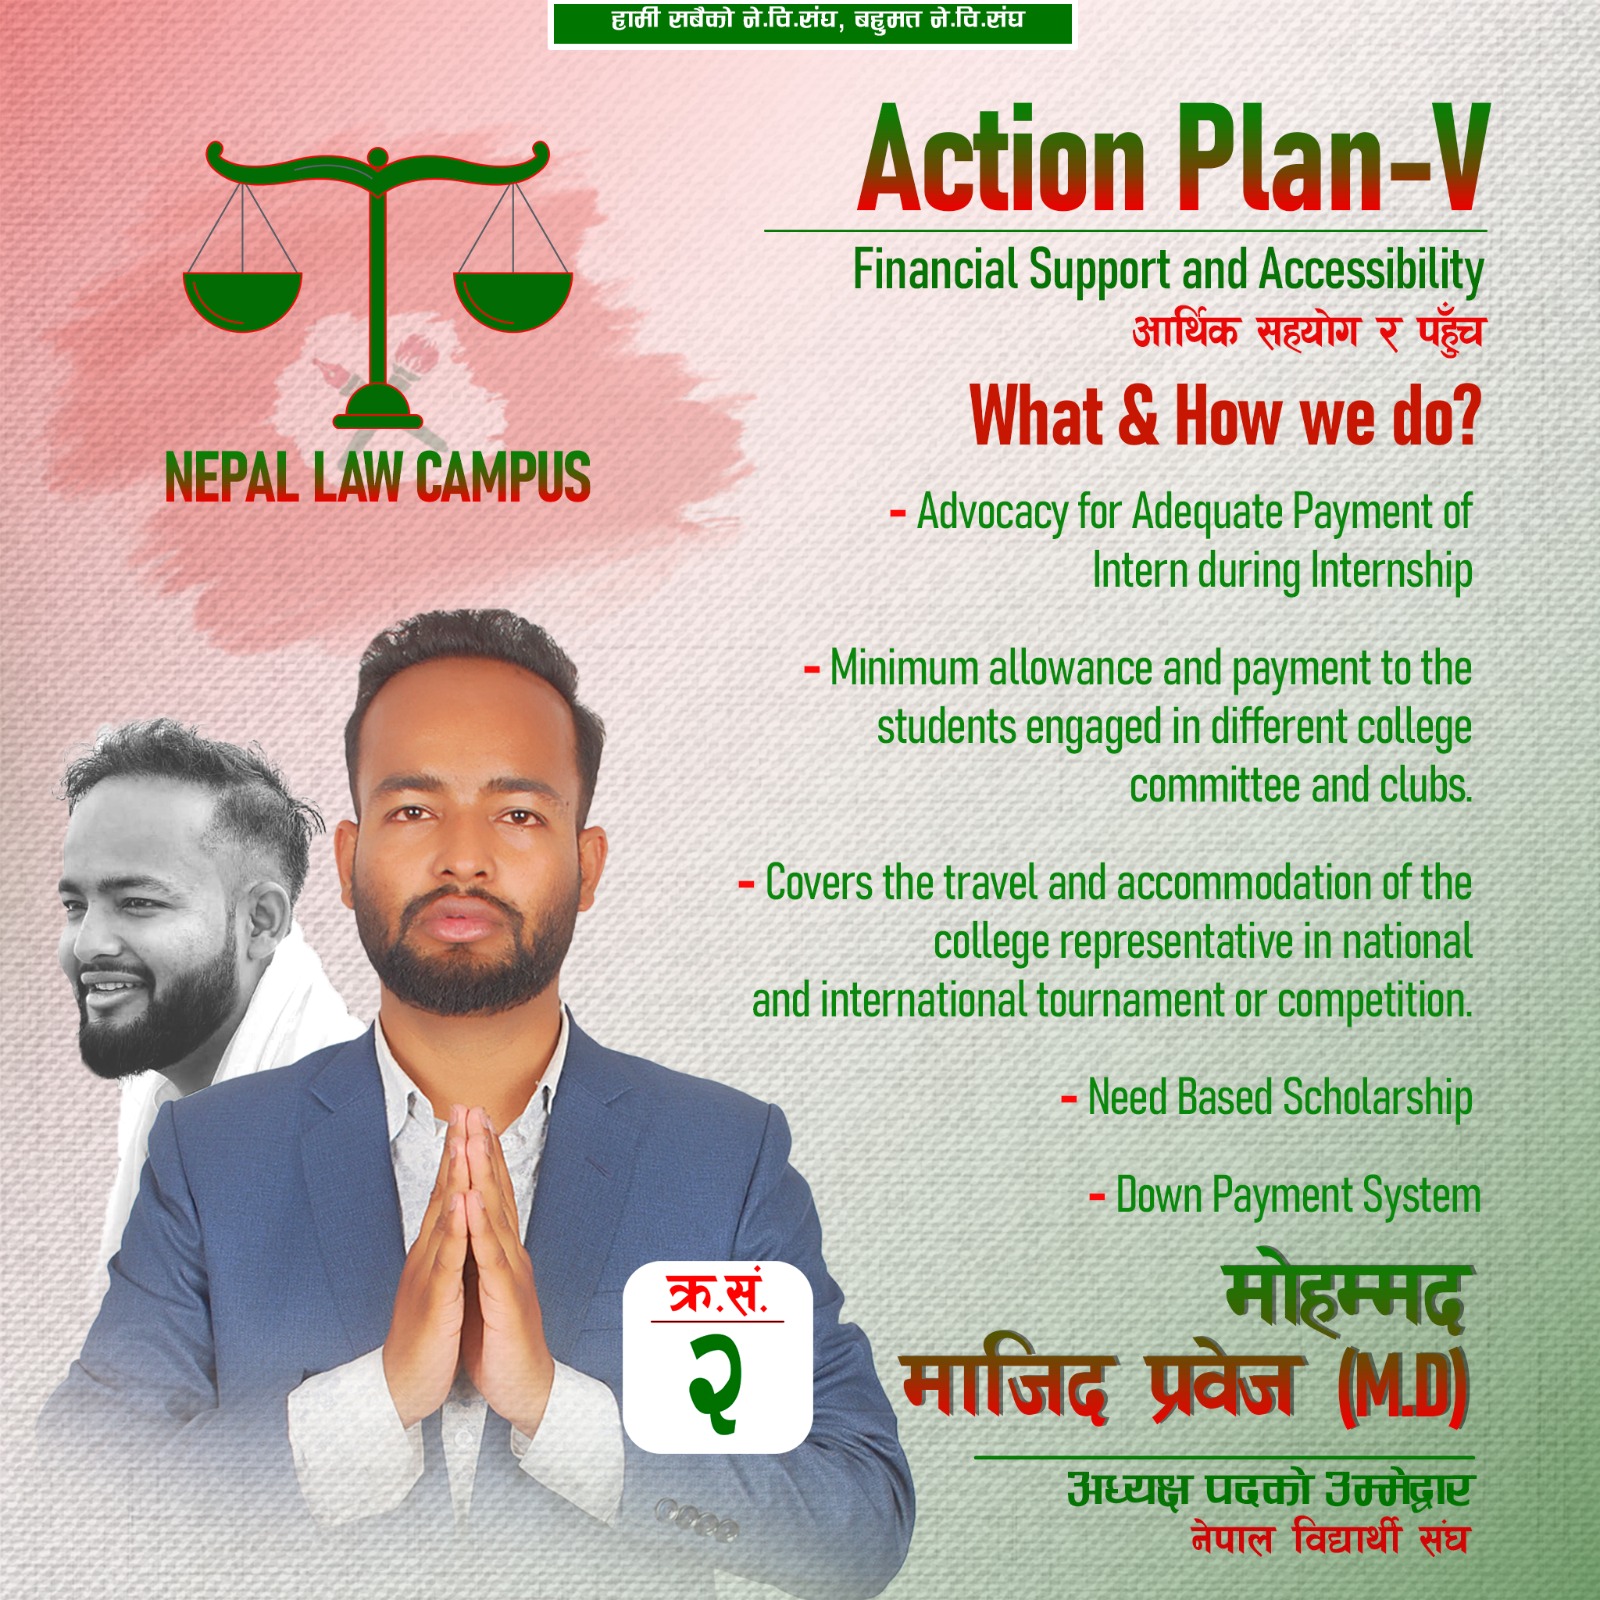 हामी सबैको ने.वि.संघ, बहुमत ने.वि.संघ
Action Plan-V
Financial Support and Accessibility
आर्थिक सहयोग र पहुँच
NEPAL LAW CAMPUS
What & How we do?
- Advocacy for Adequate Payment of
Intern during Internship
- Minimum allowance and payment to the
students engaged in different college
committee and clubs.
- Covers the travel and accommodation of the
college representative in national
and international tournament or competition.
- Need Based Scholarship
- Down Payment System
क्र.सं.
२
मोहम्मद
माजिद प्रवेज (M.D)
अध्यक्ष पदको उम्मेद्वार
नेपाल विद्यार्थी संघ